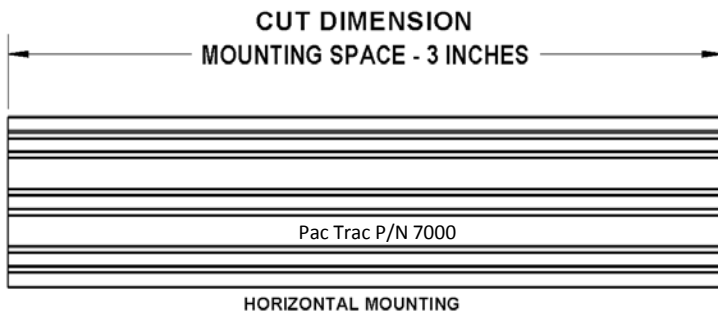 CUT DIMENSION
MOUNTING SPACE - 3 INCHES
Pac Trac P/N 7000
HORIZONTAL MOUNTING